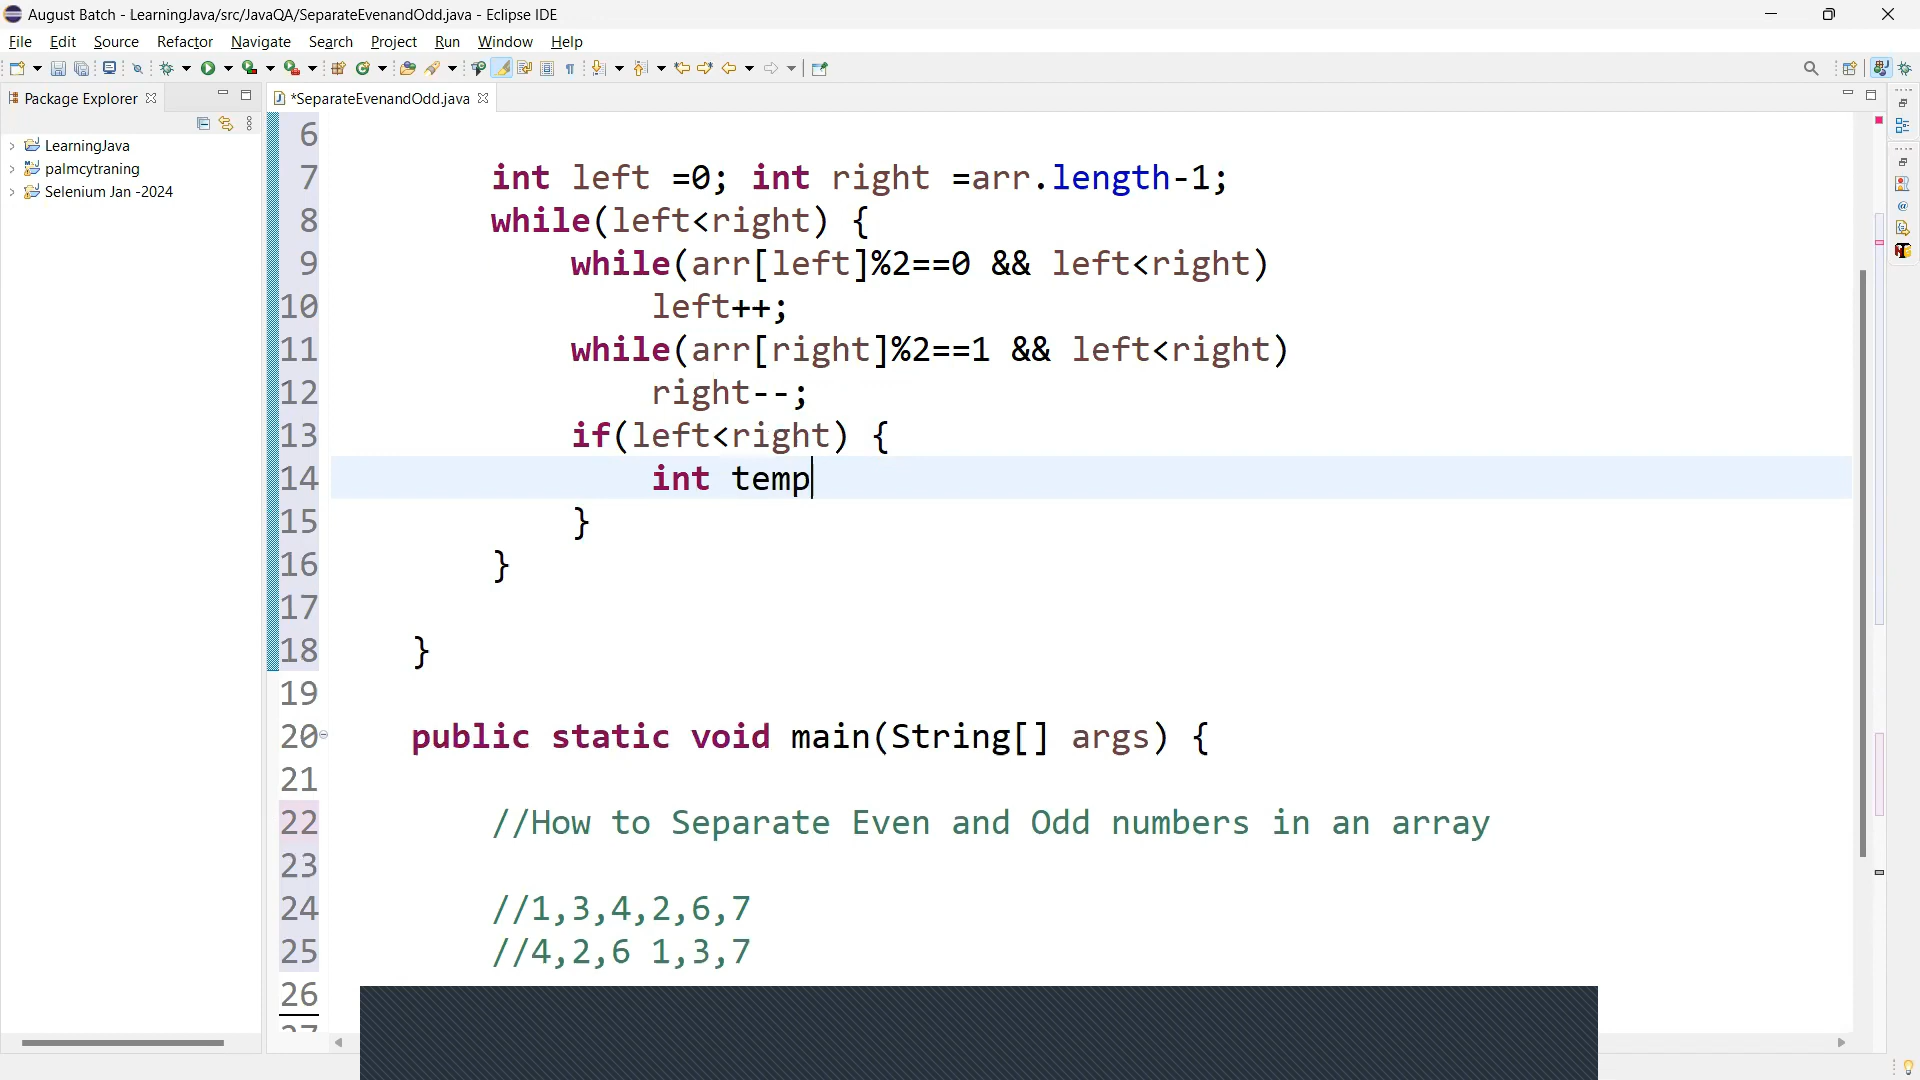 August Batch - LearningJava/src/JavaQA/SeparateEvenandOdd.java - Eclipse IDE
File Edit Source Refactor Navigate Search Project Run Window Help
Package Explorer
*SeparateEvenandOdd.java
LearningJava
palmcytraning
Selenium Jan -2024
6
7 int left =0; int right =arr.length-1;
8 while(left<right) {
9 while(arr[left]%2==0 && left<right)
10 left++;
11 while(arr[right]%2==1 && left<right)
12 right--;
13 if(left<right) {
14 int temp
15 }
16 }
17
18 }
19
20 public static void main(String[] args) {
21
22 //How to Separate Even and Odd numbers in an array
23
24 //1,3,4,2,6,7
25 //4,2,6 1,3,7
26
27